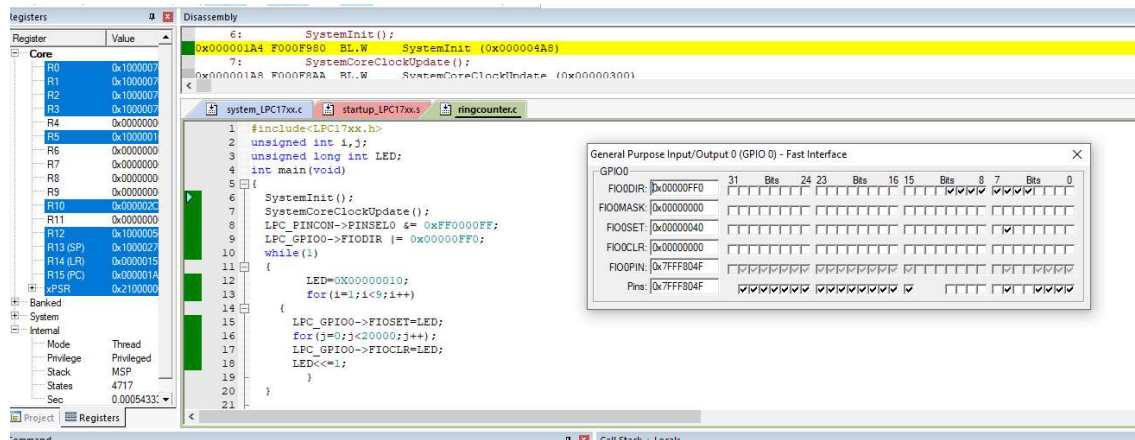 Registers
Register Value
Core
R0 0x1000007
R1 0x1000007
R2 0x1000007
R3 0x1000007
R4 0x0000000
R5 0x1000001
R6 0x0000000
R7 0x0000000
R8 0x0000000
R9 0x0000000
R10 0x000002C
R11 0x0000000
R12 0x1000005
R13 (SP) 0x1000027
R14 (LR) 0x0000015
R15 (PC) 0x000001A
xPSR 0x2100000
Banked
System
Internal
Mode Thread
Privilege Privileged
Stack MSP
States 4717
Sec 0.0005433
Project Registers
Disassembly
6: SystemInit();
0x000001A4 F000F980 BL.W SystemInit (0x000004A8)
7: SystemCoreClockUpdate();
0x000001A8 F000F8AA BL.W SystemCoreClockUpdate (0x00000300)
system_LPC17xx.c startup_LPC17xx.s ringcounter.c
1 #include<LPC17xx.h>
2 unsigned int i,j;
3 unsigned long int LED;
4 int main(void)
5 {
6 SystemInit();
7 SystemCoreClockUpdate();
8 LPC_PINCON->PINSEL0 &= 0xFF0000FF;
9 LPC_GPIO0->FIODIR |= 0x00000FF0;
10 while(1)
11 {
12 LED=0X00000010;
13 for(i=1;i<9;i++)
14 {
15 LPC_GPIO0->FIOSET=LED;
16 for(j=0;j<20000;j++);
17 LPC_GPIO0->FIOCLR=LED;
18 LED<<=1;
19 }
20 }
21
General Purpose Input/Output 0 (GPIO 0) - Fast Interface
GPIO0
31 Bits 24 23 Bits 16 15 Bits 8 7 Bits 0
FIO0DIR: 0x00000FF0
FIO0MASK: 0x00000000
FIO0SET: 0x00000040
FIO0CLR: 0x00000000
FIO0PIN: 0x7FFF804F
Pins: 0x7FFF804F
Command
Call Stack + Locals